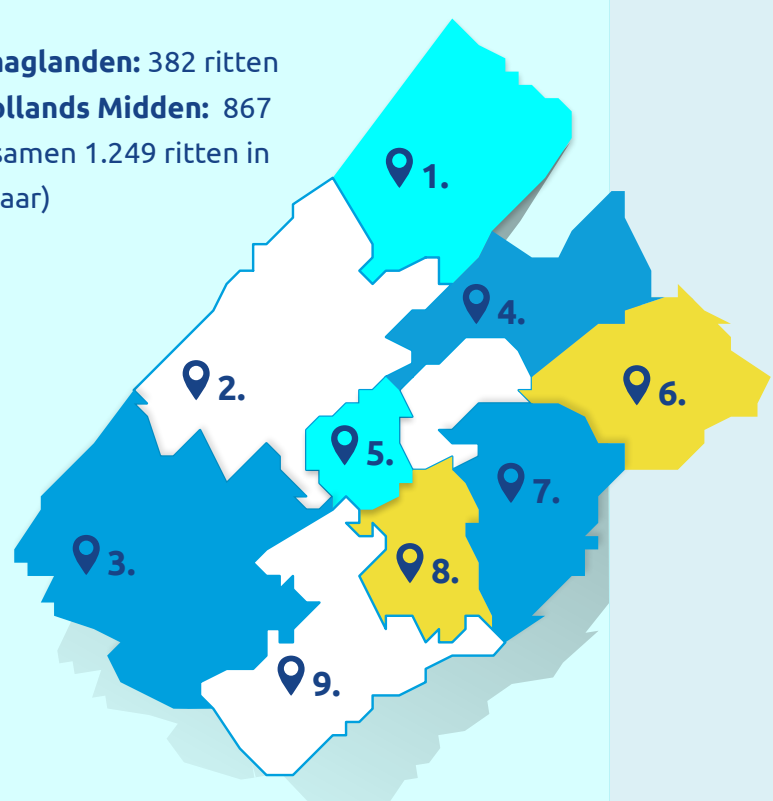 aglanden: 382 ritten
ollands Midden: 867
samen 1.249 ritten in
aar)
1.
4.
2.
6.
5.
7.
3.
8.
9.